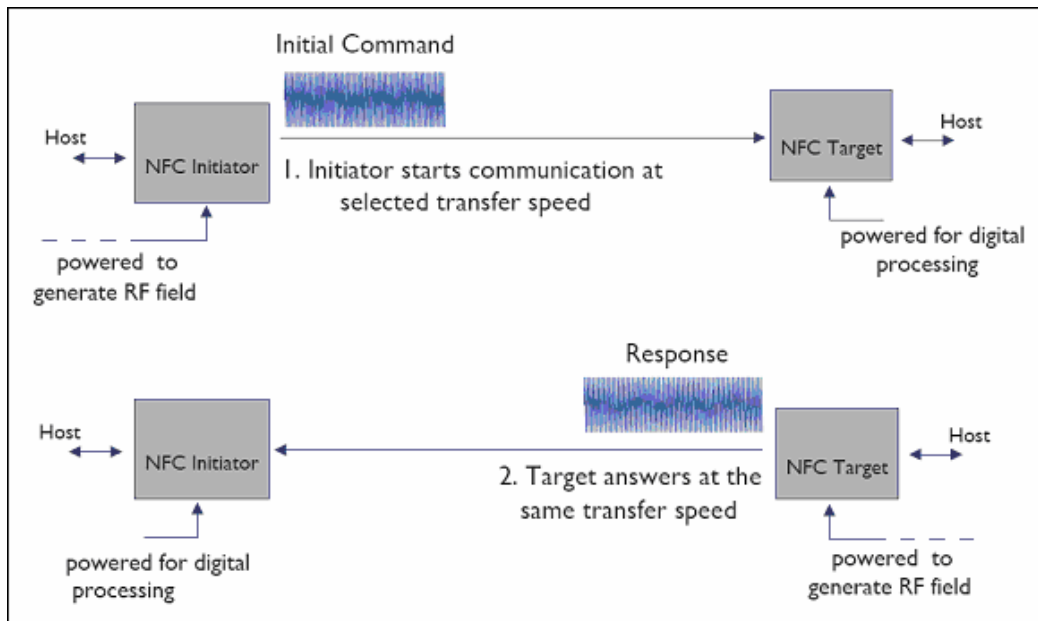 Initial Command
Host
NFC Initiator
Host
NFC Target
1. Initiator starts communication at
selected transfer speed
powered to
generate RF field
powered for digital
processing
Response
Host
NFC Initiator
Host
NFC Target
2. Target answers at the
same transfer speed
powered for digital
processing
powered to
generate RF field